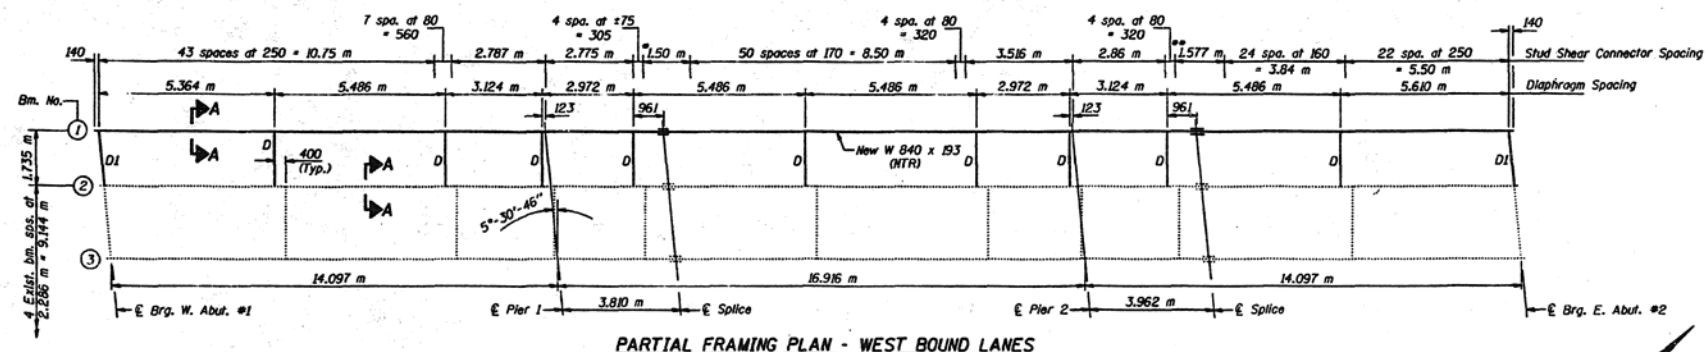 7 spa. at 80
= 560
4 spa. at ±75
= 305
4 spa. at 80
= 320
4 spa. at 80
= 320
140
43 spaces at 250 = 10.75 m
2.787 m
2.775 m
*1.50 m
50 spaces at 170 = 8.50 m
3.516 m
2.86 m
**1.577 m
24 spa. at 160
= 3.84 m
22 spa. at 250
= 5.50 m
140
Stud Shear Connector Spacing
5.364 m
5.486 m
3.124 m
2.972 m
5.486 m
5.486 m
2.972 m
3.124 m
5.486 m
5.610 m
Diaphragm Spacing
Bm. No.
A
123
961
123
961
1
A
D1
D
400
(Typ.)
A
D
D
D
D
New W 840 x 193
(NTR)
D
D
D
D
D1
2
A
5°-30'-46"
3
1.735 m
4 Exist. bm. sps. at
2.286 m = 9.144 m
14.097 m
16.916 m
14.097 m
3.810 m
3.962 m
℄ Brg. W. Abut. #1
℄ Pier 1
℄ Splice
℄ Pier 2
℄ Splice
℄ Brg. E. Abut. #2
PARTIAL FRAMING PLAN - WEST BOUND LANES